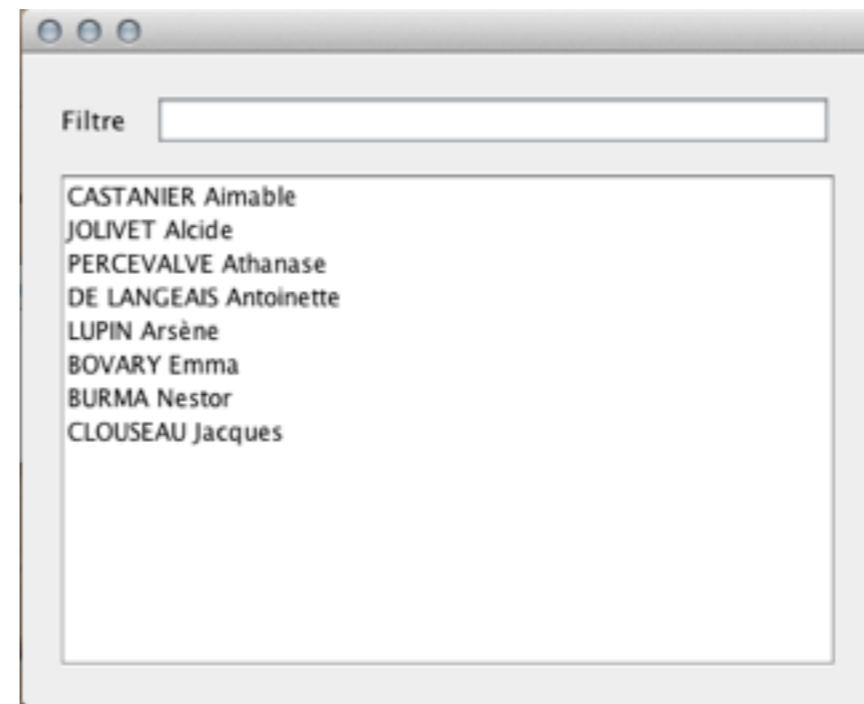 Filtre
CASTANIER Aimable
JOLIVET Alcide
PERCEVALVE Athanase
DE LANGEAIS Antoinette
LUPIN Arsène
BOVARY Emma
BURMA Nestor
CLOUSEAU Jacques